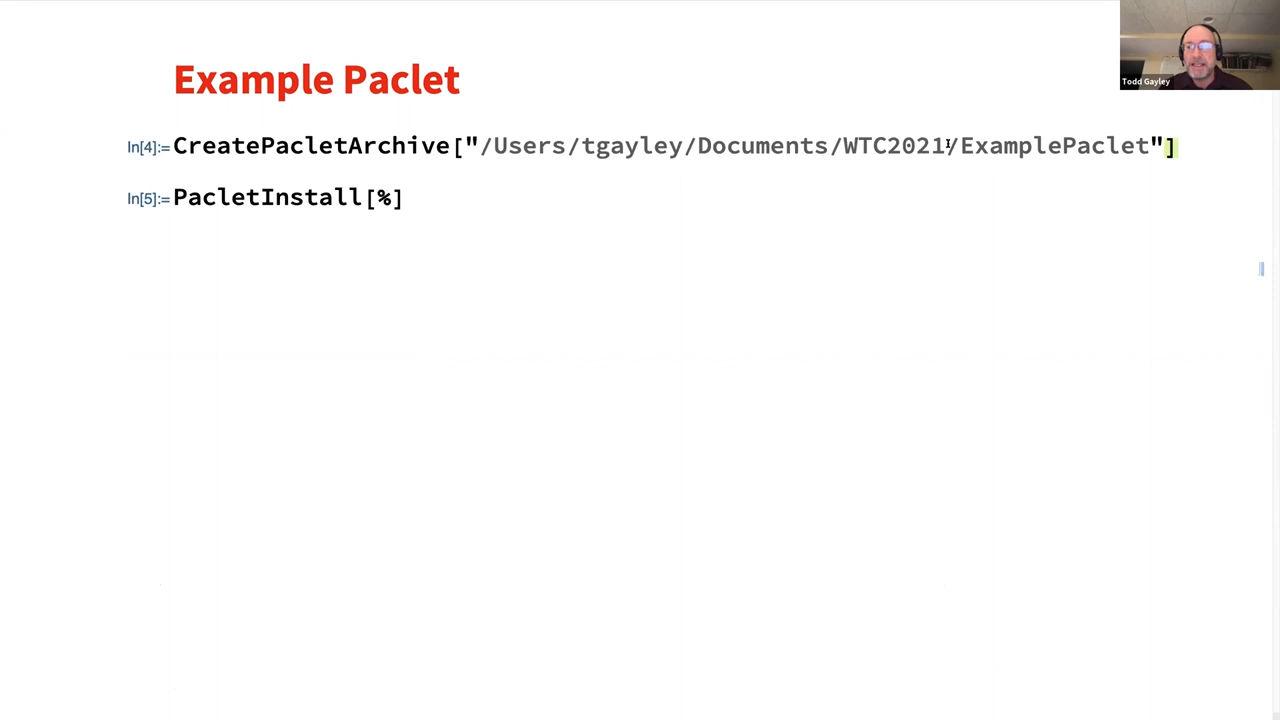 Example Paclet
In[4]:= CreatePacletArchive["/Users/tgayley/Documents/WTC2021/ExamplePaclet"]
In[5]:= PacletInstall[%]
Todd Gayley